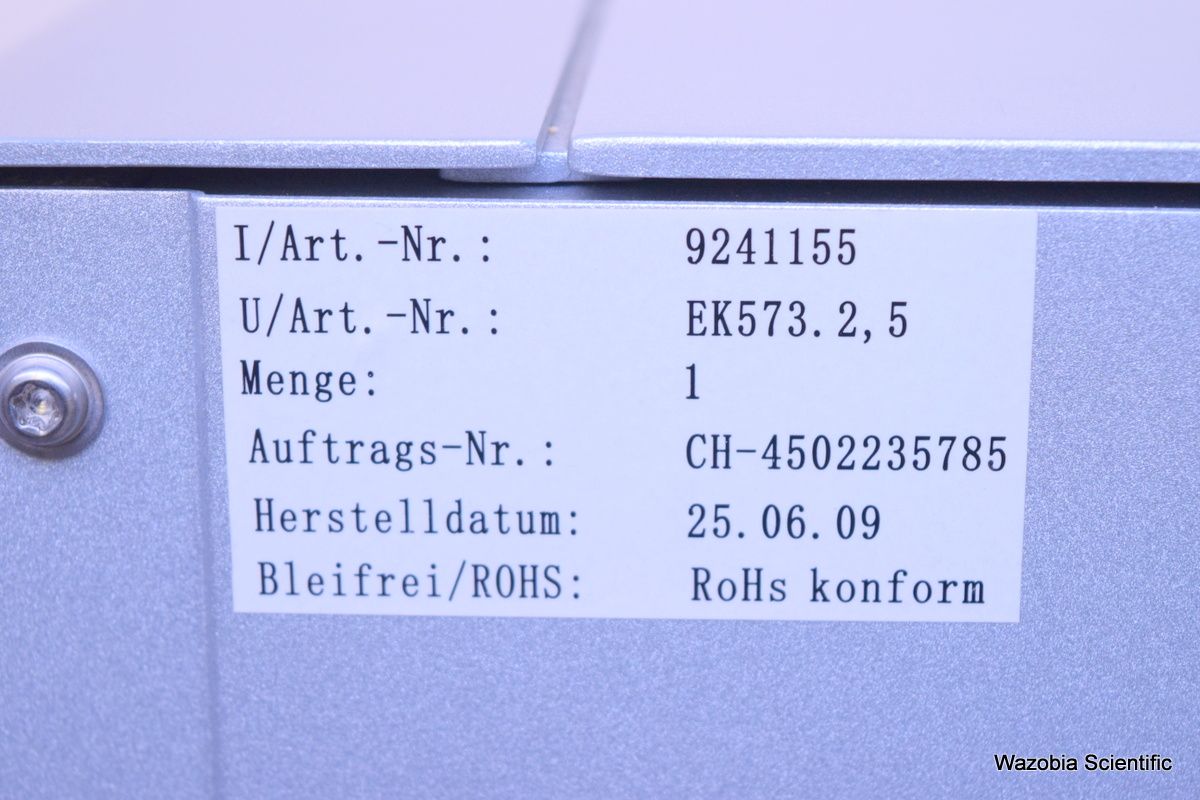 I/Art.-Nr.: 9241155
U/Art.-Nr.: EK573.2,5
Menge: 1
Auftrags-Nr.: CH-4502235785
Herstelldatum: 25.06.09
Bleifrei/ROHS: RoHs konform
Wazobia Scientific